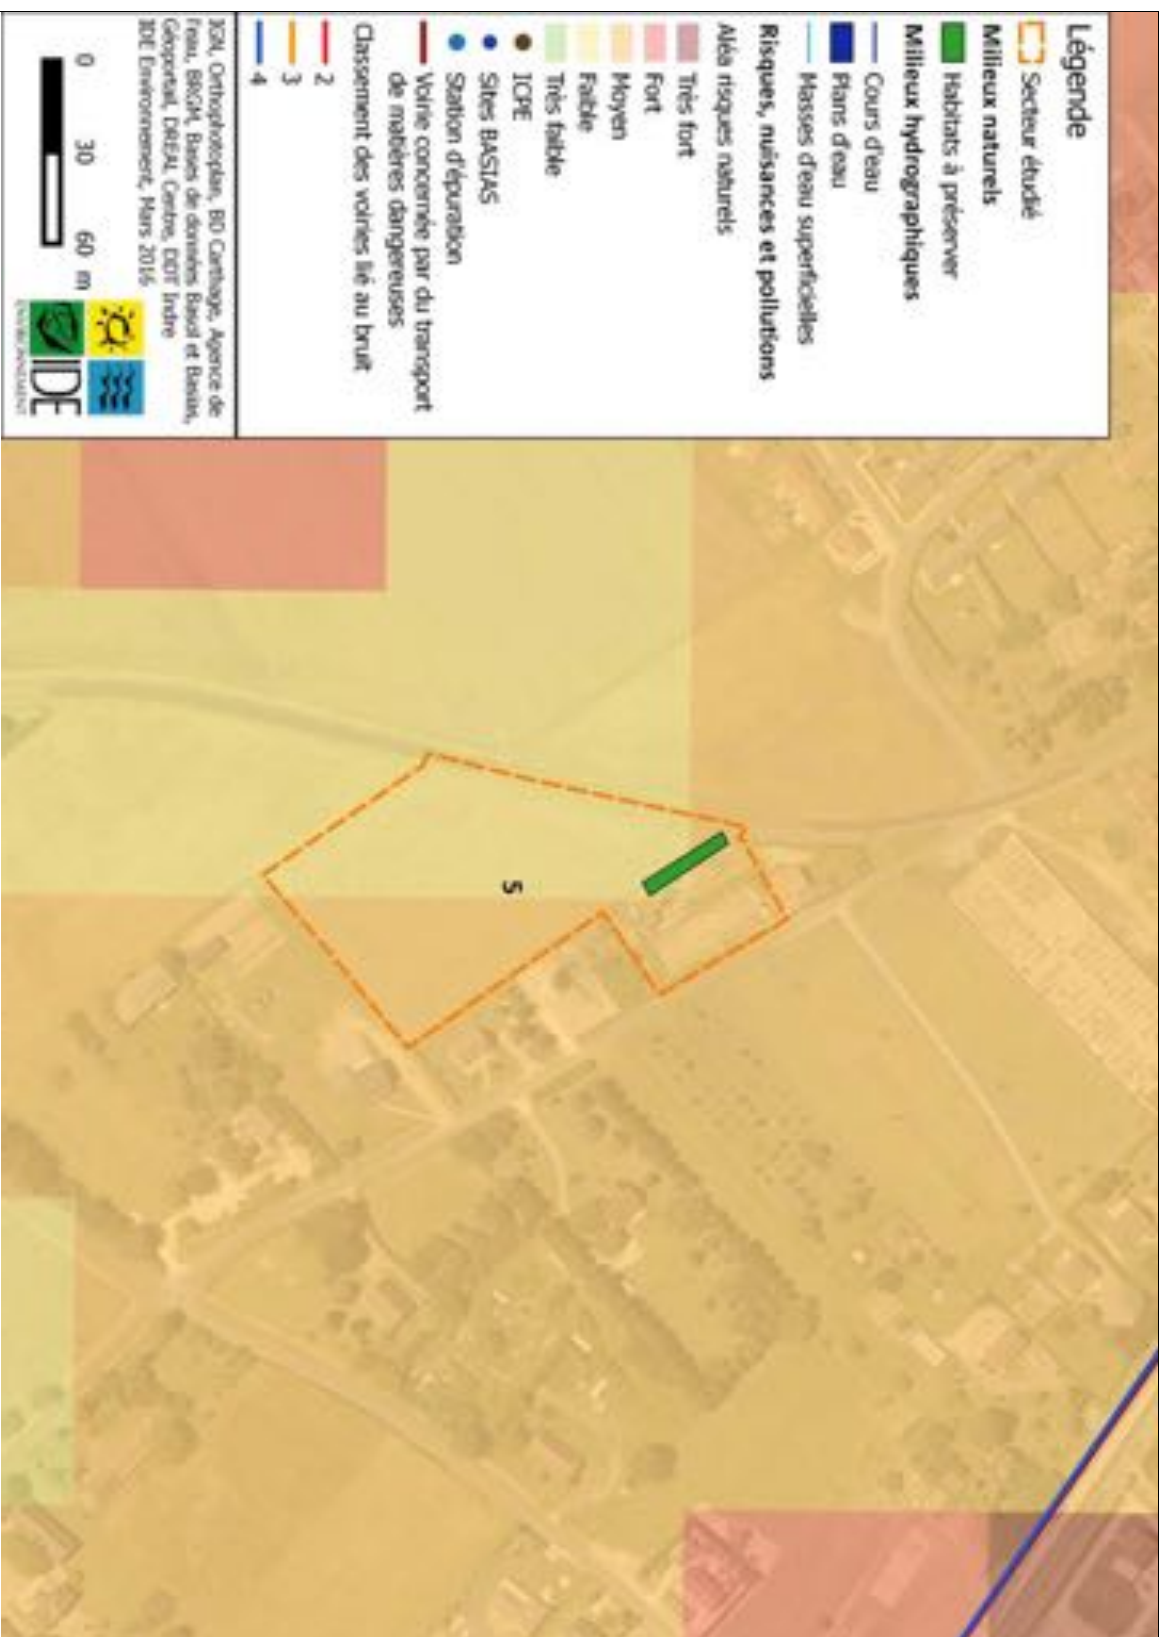 Légende
Secteur étudié
Milieux naturels
Habitats à préserver
Milieux hydrographiques
Cours d'eau
Plans d'eau
Masses d'eau superficielles
Risques, nuisances et pollutions
Aléa risques naturels
Très fort
Fort
Moyen
Faible
Très faible
ICPE
Sites BASIAS
Station d'épuration
Voirie concernée par du transport
de matières dangereuses
Classement des voiries lié au bruit
2
3
4
IGN, Orthophotoplan, BD Carthage, Agence de
l'eau, BRGM, Bases de données Basol et Basias,
Géoportail, DREAL Centre, DDT Indre
IDE Environnement, Mars 2016
0 30 60 m
IDE
ENVIRONNEMENT
5